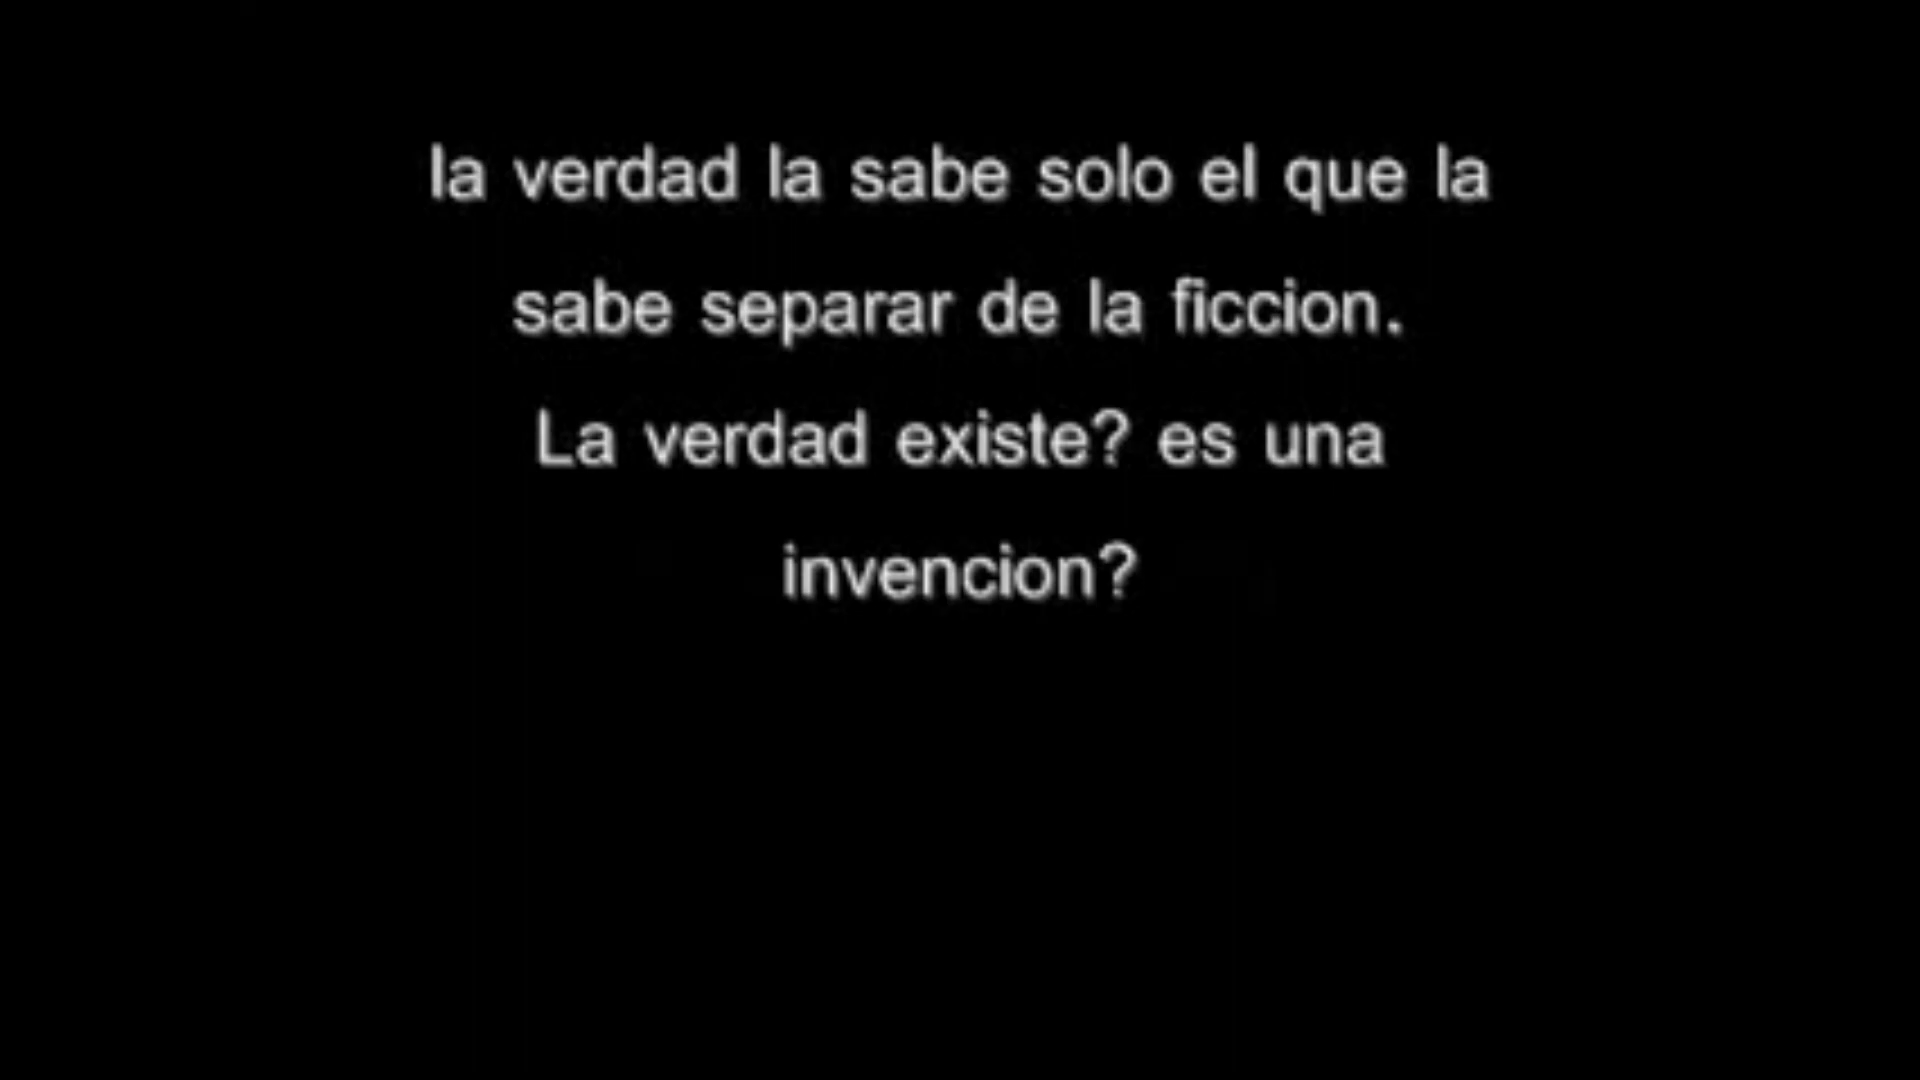 la verdad la sabe solo el que la
sabe separar de la ficcion.
La verdad existe? es una
invencion?